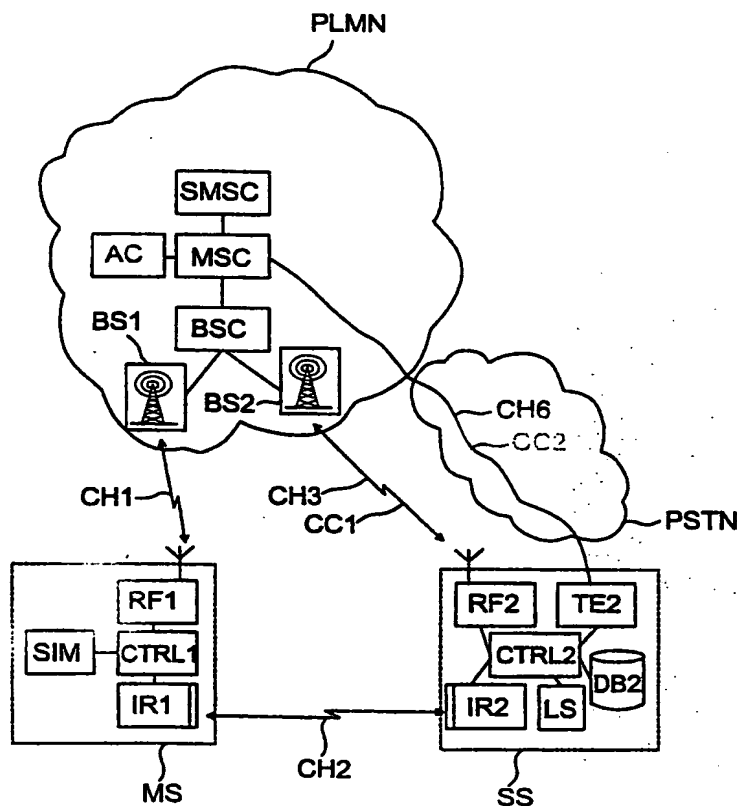 PLMN
SMSC
AC
MSC
BS1
BSC
BS2
CH6
CC2
CH1
CH3
CC1
PSTN
RF1
RF2
TE2
SIM
CTRL1
CTRL2
DB2
IR1
IR2
LS
CH2
MS
SS